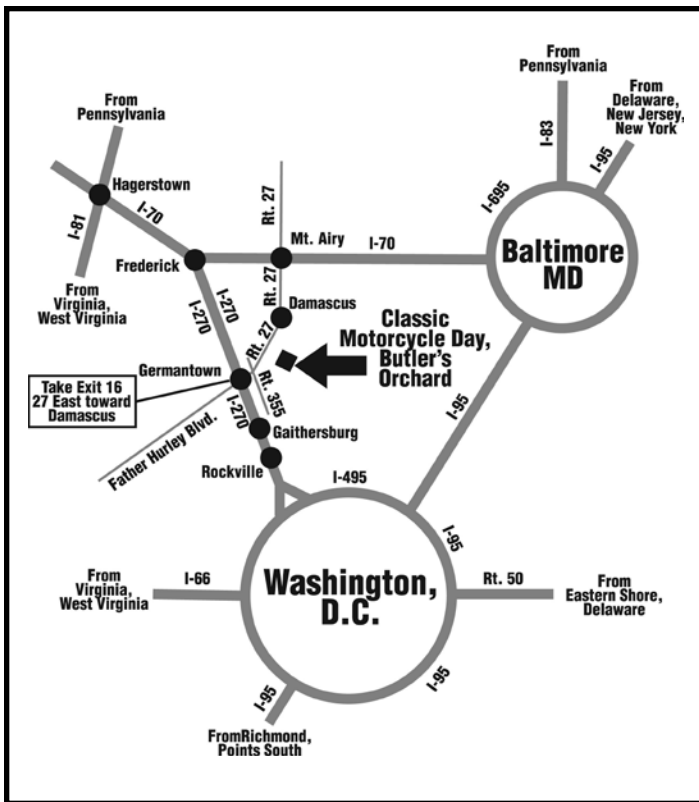 From
Pennsylvania
From
Delaware,
New Jersey,
New York
From
Pennsylvania
I-83
I-95
I-695
Hagerstown
I-81
I-70
Rt. 27
Mt. Airy
I-70
Baltimore
MD
Frederick
From
Virginia,
West Virginia
I-270
I-270
Rt. 27
Damascus
Rt. 27
Classic
Motorcycle Day,
Butler's
Orchard
Germantown
Take Exit 16
27 East toward
Damascus
Rt. 355
I-270
I-95
Father Hurley Blvd.
Gaithersburg
Rockville
I-495
I-95
From
Virginia,
West Virginia
I-66
Washington,
D.C.
Rt. 50
From
Eastern Shore,
Delaware
I-95
I-95
FromRichmond,
Points South